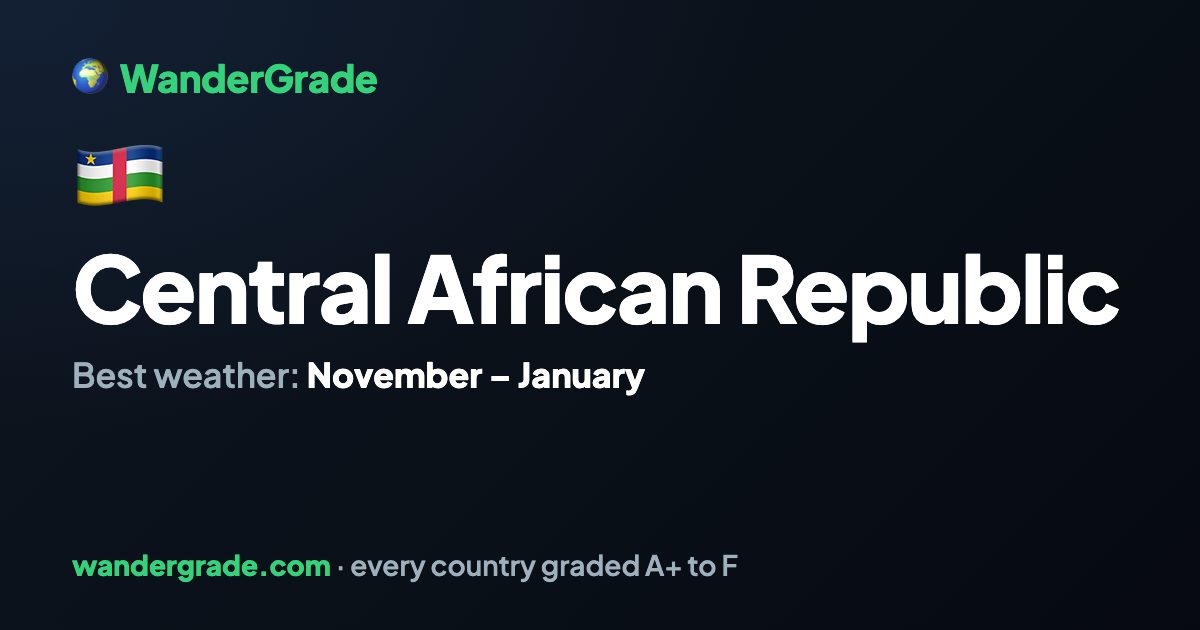 WanderGrade
Central African Republic
Best weather: November – January
wandergrade.com · every country graded A+ to F